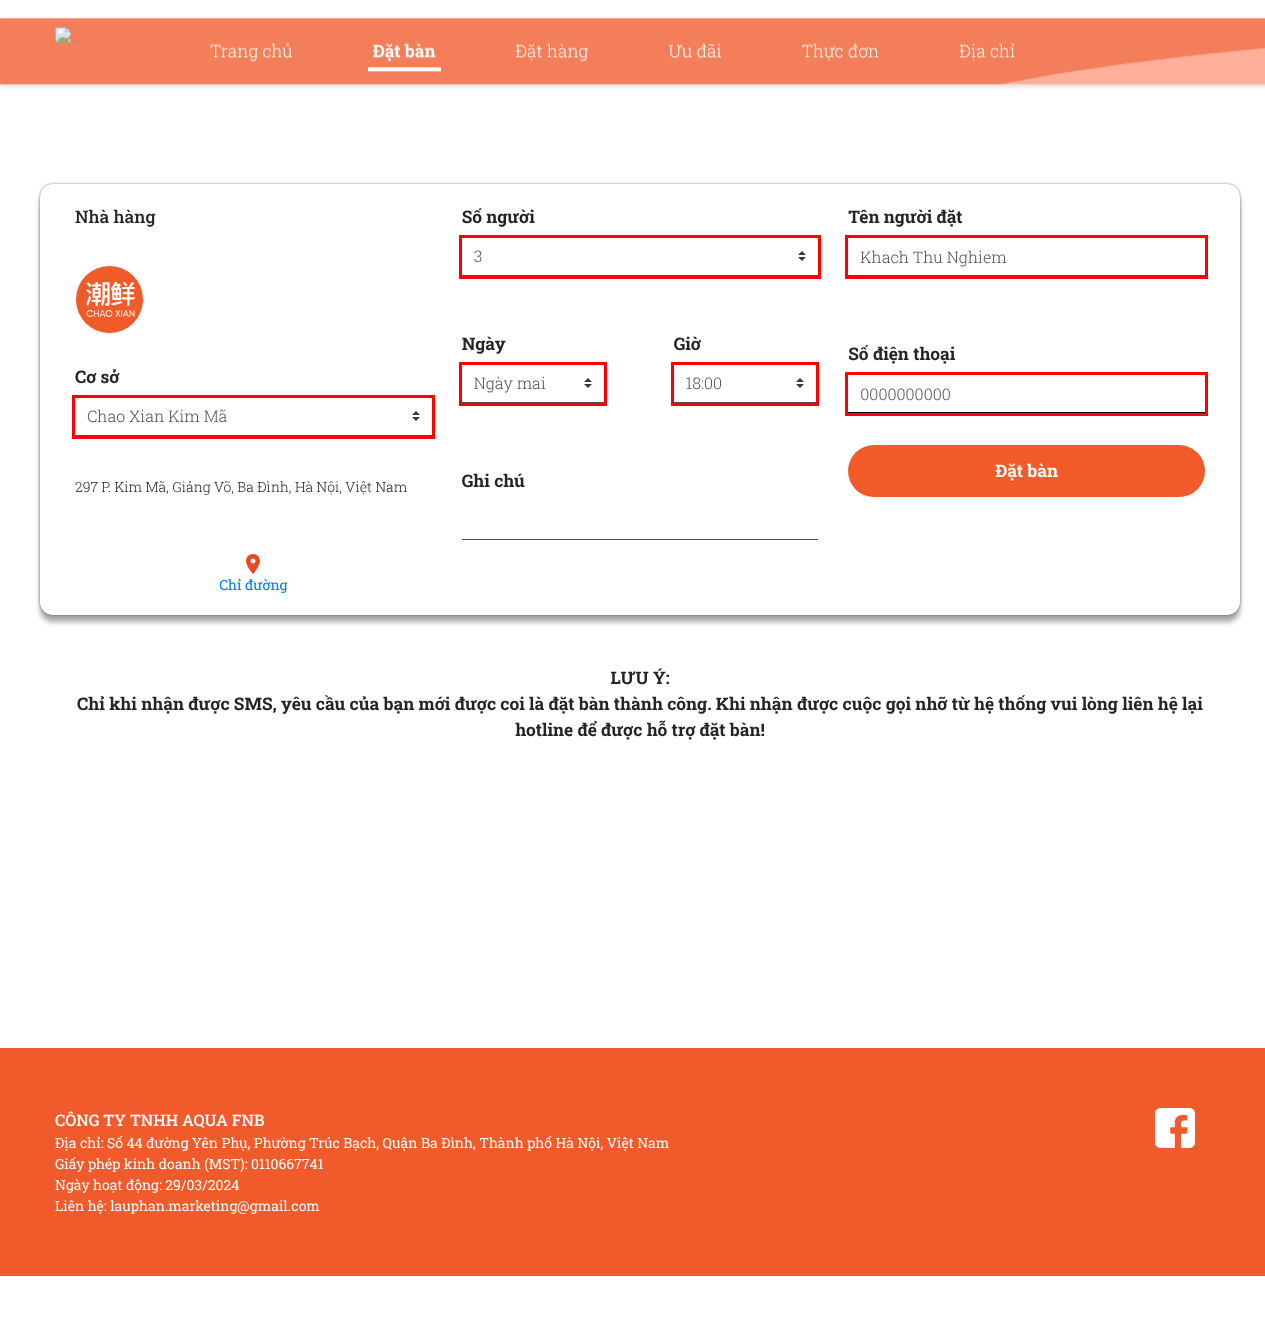 Trang chủ
Đặt bàn
Đặt hàng
Ưu đãi
Thực đơn
Địa chỉ
Nhà hàng
潮鲜
CHAO XIAN
Cơ sở
Chao Xian Kim Mã
297 P. Kim Mã, Giảng Võ, Ba Đình, Hà Nội, Việt Nam
Chỉ đường
Số người
3
Ngày
Giờ
Ngày mai
18:00
Ghi chú
Tên người đặt
Khach Thu Nghiem
Số điện thoại
0000000000
Đặt bàn
LƯU Ý:
Chỉ khi nhận được SMS, yêu cầu của bạn mới được coi là đặt bàn thành công. Khi nhận được cuộc gọi nhỡ từ hệ thống vui lòng liên hệ lại
hotline để được hỗ trợ đặt bàn!
CÔNG TY TNHH AQUA FNB
Địa chỉ: Số 44 đường Yên Phụ, Phường Trúc Bạch, Quận Ba Đình, Thành phố Hà Nội, Việt Nam
Giấy phép kinh doanh (MST): 0110667741
Ngày hoạt động: 29/03/2024
Liên hệ: lauphan.marketing@gmail.com